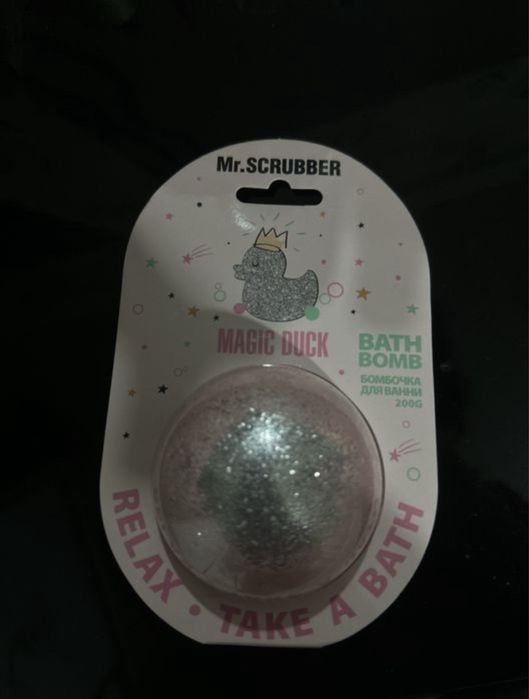 Mr.SCRUBBER
MAGIC DUCK
BATH
BOMB
БОМБОЧКА
ДЛЯ ВАННИ
200G
RELAX • TAKE A BATH